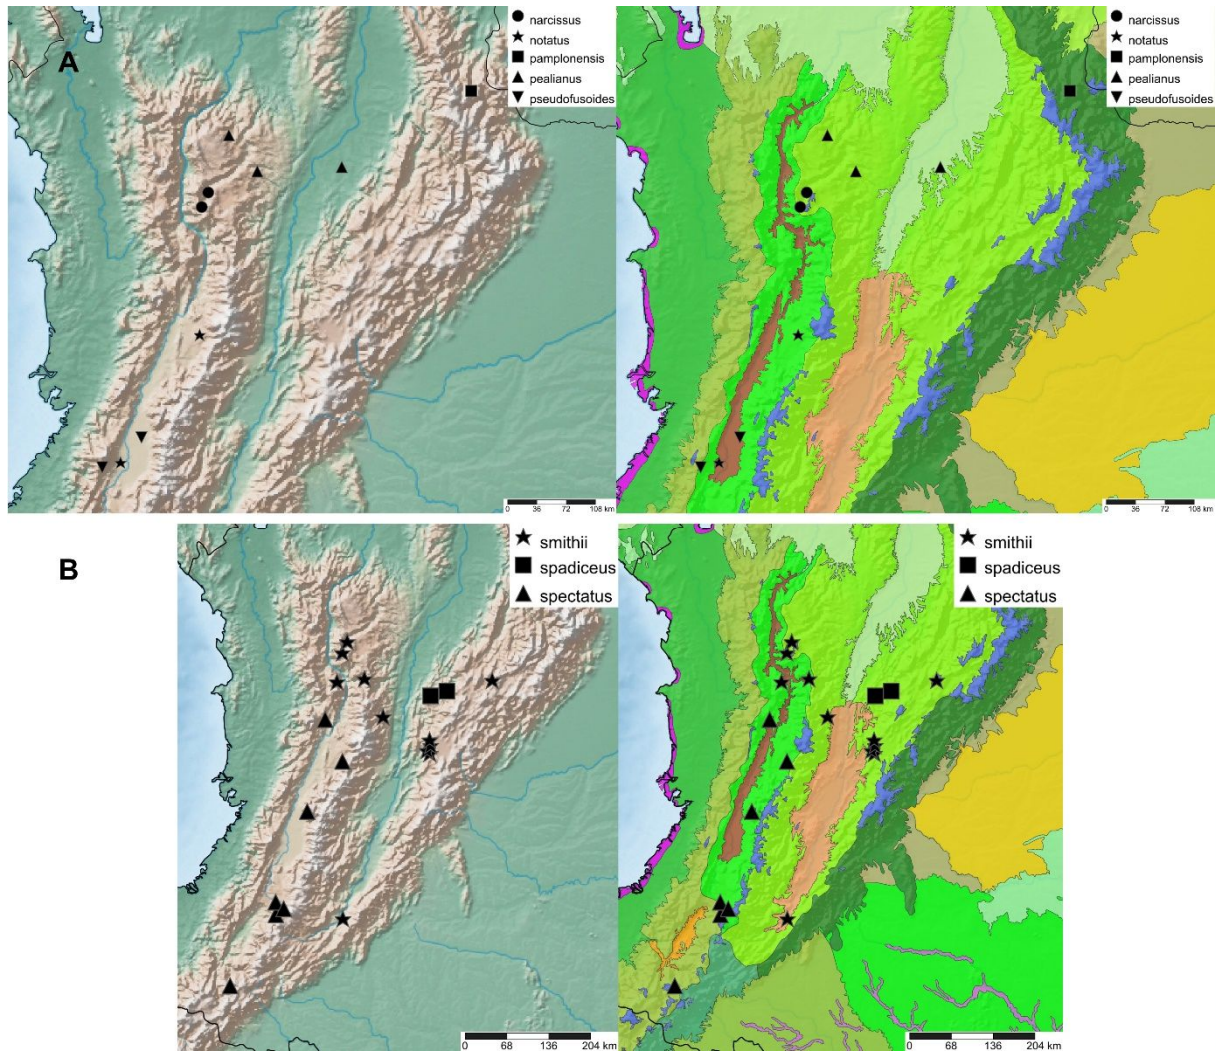 A
narcissus
notatus
pamplonensis
pealianus
pseudofusoides
0 36 72 108 km
narcissus
notatus
pamplonensis
pealianus
pseudofusoides
0 36 72 108 km
B
smithii
spadiceus
spectatus
0 68 136 204 km
smithii
spadiceus
spectatus
0 68 136 204 km